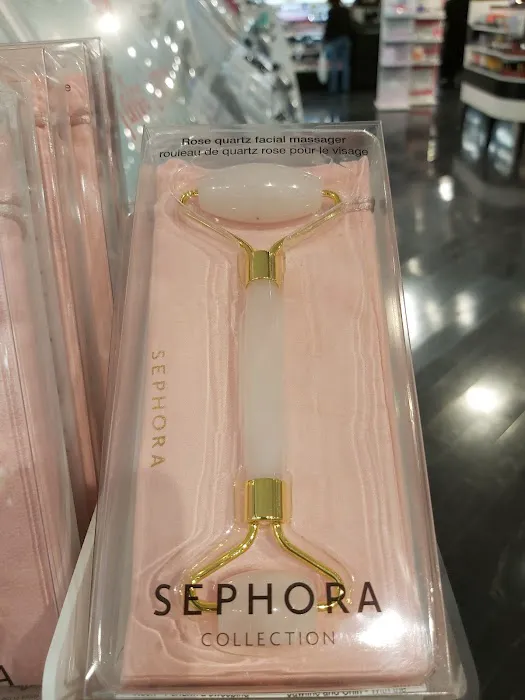 Rose quartz facial massager
rouleau de quartz rose pour le visage
SEPHORA
SEPHORA
COLLECTION